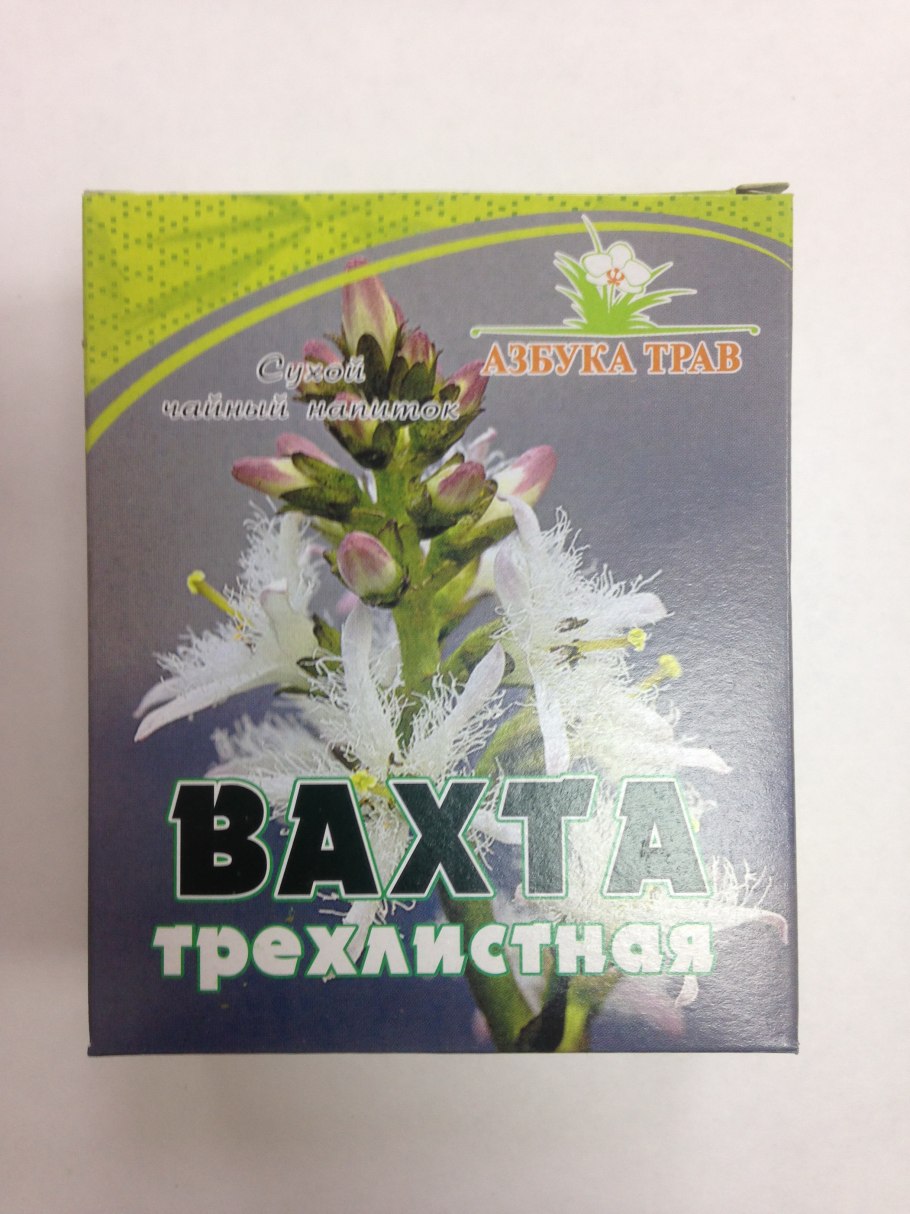 АЗБУКА ТРАВ
Сухой
чайный напиток
ВАХТА
трехлистная